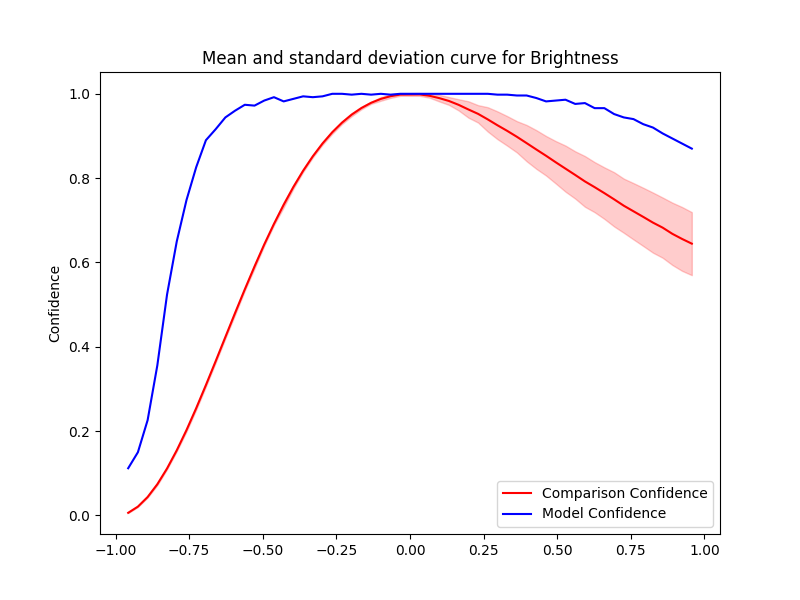 Mean and standard deviation curve for Brightness
Confidence
1.0
0.8
0.6
0.4
0.2
0.0
−1.00 −0.75 −0.50 −0.25 0.00 0.25 0.50 0.75 1.00
Comparison Confidence
Model Confidence